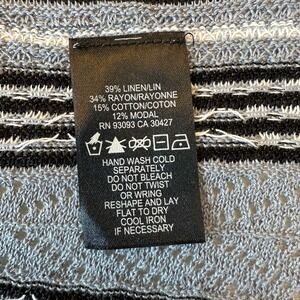 39% LINEN/LIN
34% RAYON/RAYONNE
15% COTTON/COTON
12% MODAL
RN 93093 CA 30427
HAND WASH COLD
SEPARATELY
DO NOT BLEACH
DO NOT TWIST
OR WRING
RESHAPE AND LAY
FLAT TO DRY
COOL IRON
IF NECESSARY